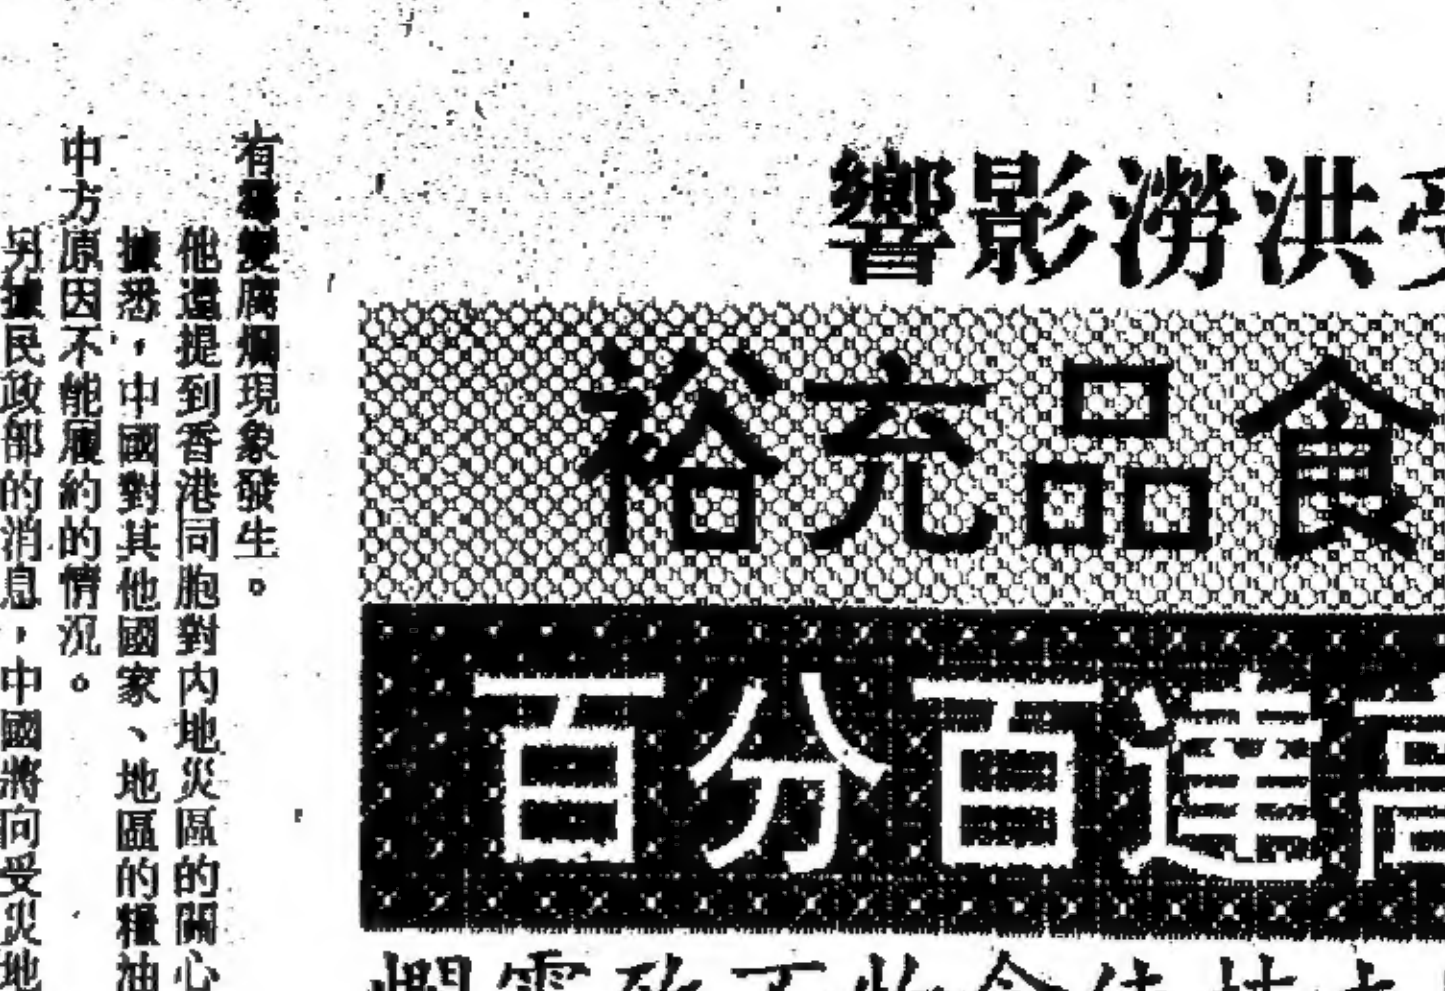 洪澇影響
食品充裕
高達百分百
有霉變腐爛現象發生。
他還提到香港同胞對內地災區的關心
據悉，中國對其他國家、地區的糧油
中方原因不能履約的情況。
另據民政部的消息，中國將向受災地